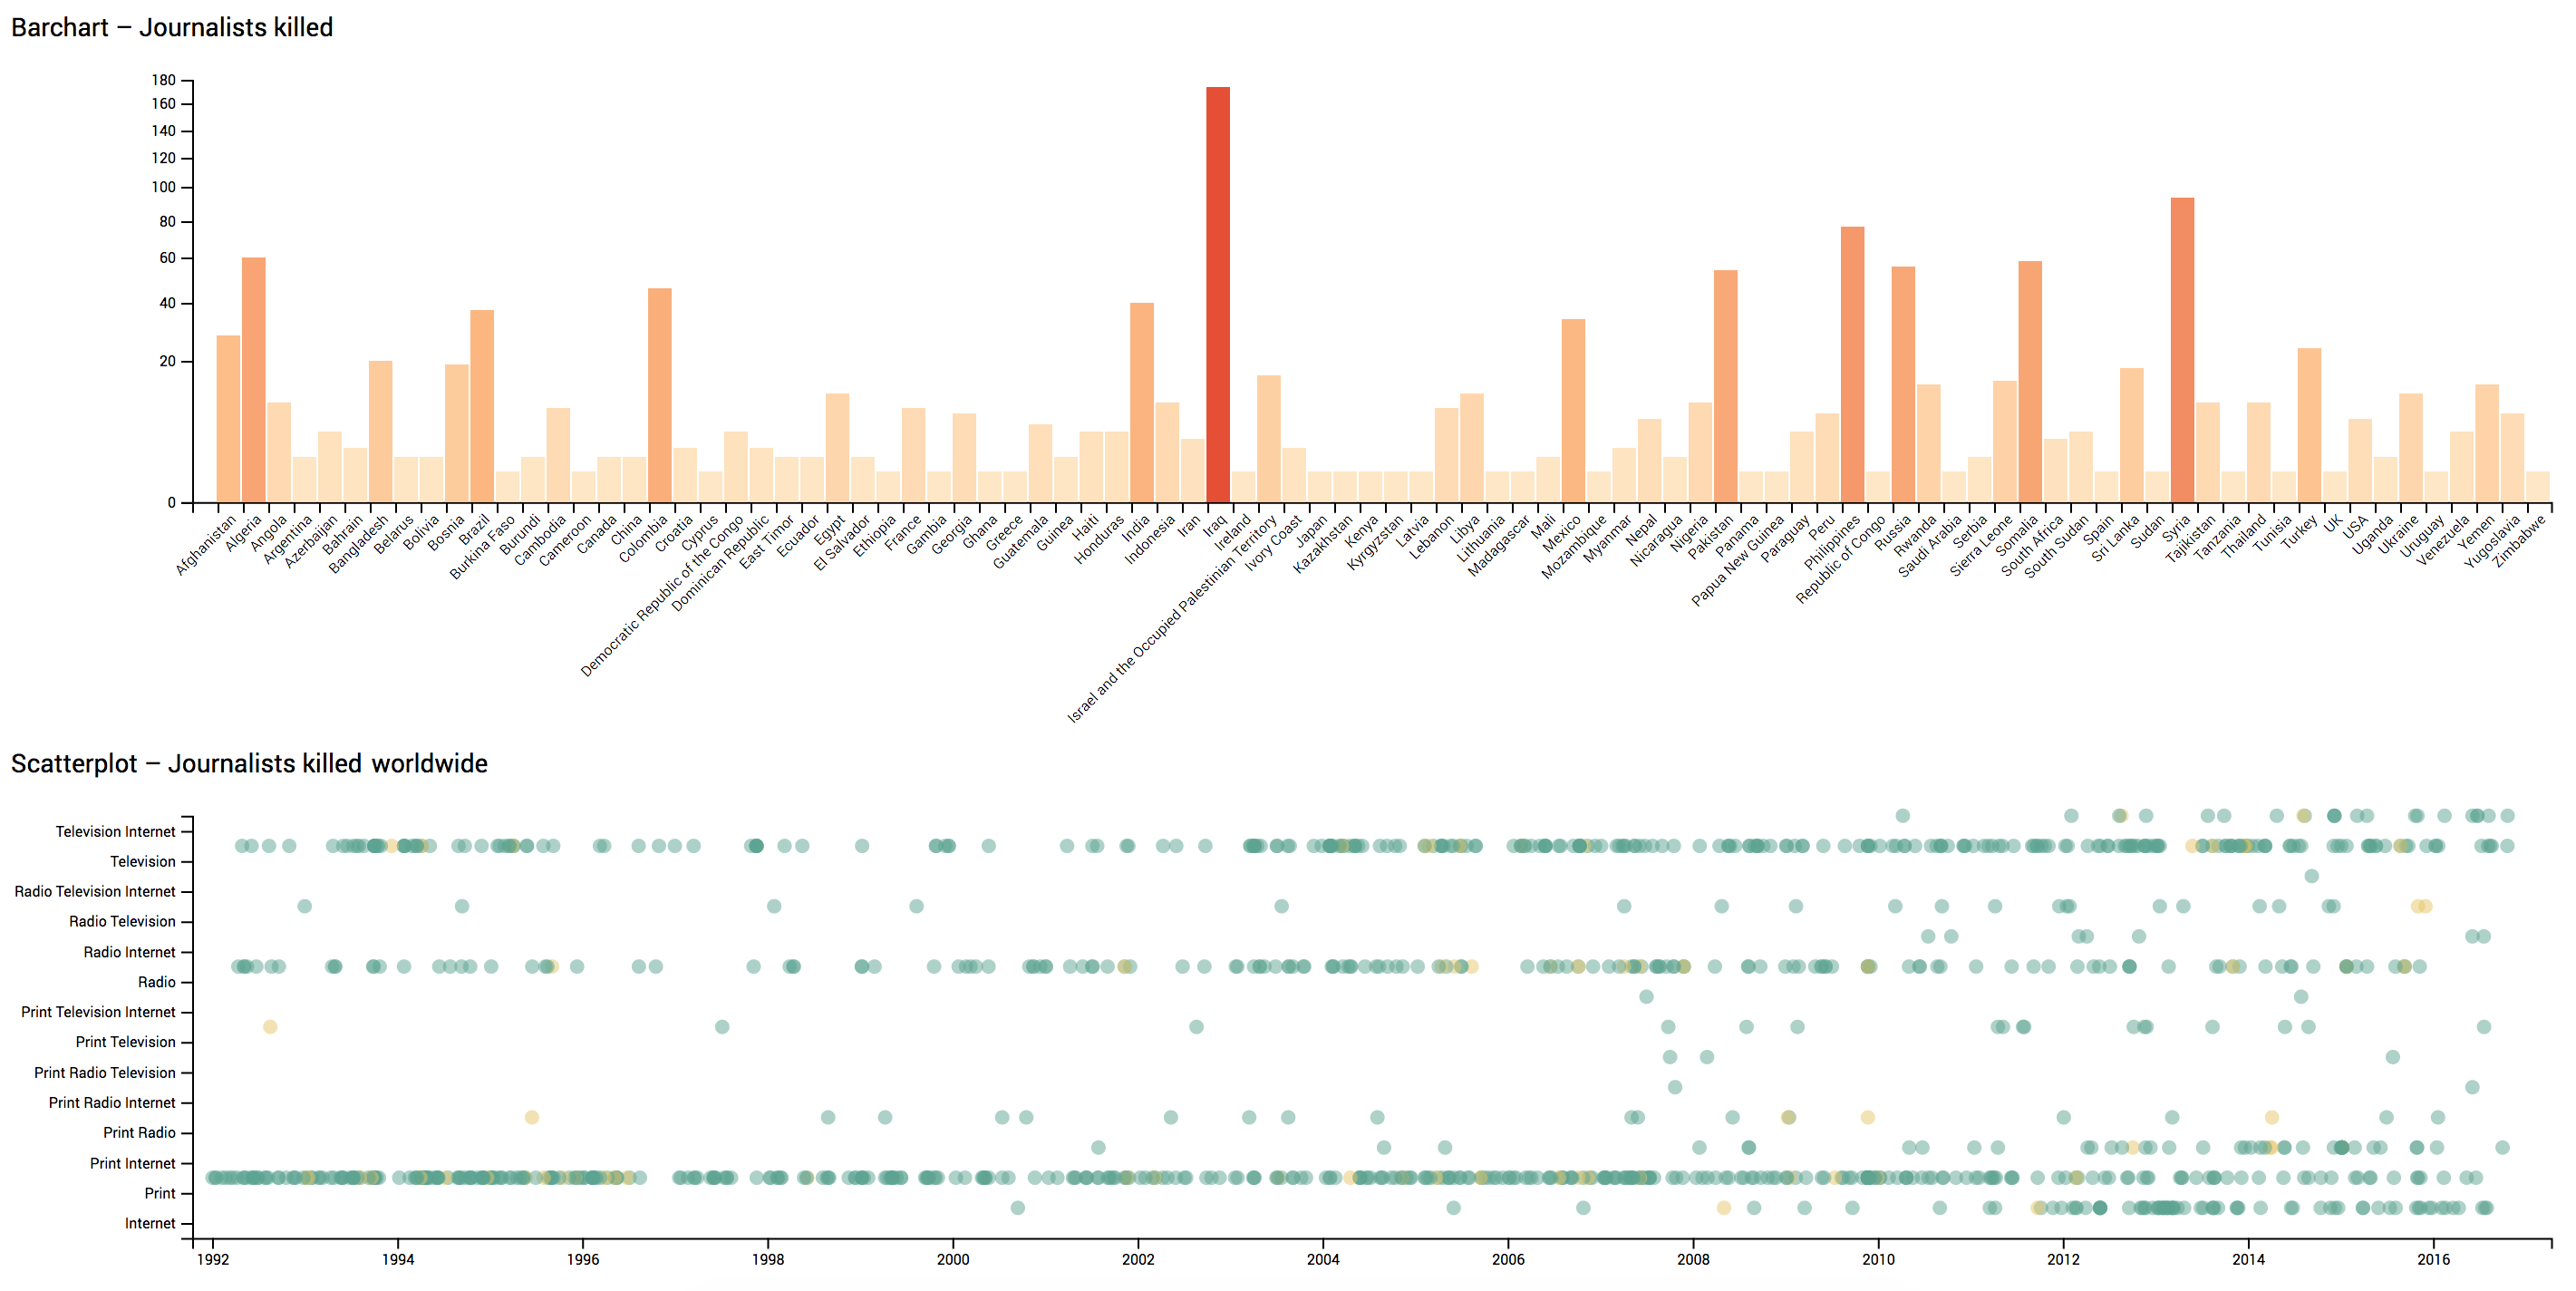 Barchart – Journalists killed
180
160
140
120
100
80
60
40
20
0
Afghanistan
Algeria
Angola
Argentina
Azerbaijan
Bahrain
Bangladesh
Belarus
Bolivia
Bosnia
Brazil
Burkina Faso
Burundi
Cambodia
Cameroon
Canada
China
Colombia
Croatia
Cyprus
Democratic Republic of the Congo
Dominican Republic
East Timor
Ecuador
Egypt
El Salvador
Ethiopia
France
Gambia
Georgia
Ghana
Greece
Guatemala
Guinea
Haiti
Honduras
India
Indonesia
Iran
Iraq
Ireland
Israel and the Occupied Palestinian Territory
Ivory Coast
Japan
Kazakhstan
Kenya
Kyrgyzstan
Latvia
Lebanon
Libya
Lithuania
Madagascar
Mali
Mexico
Mozambique
Myanmar
Nepal
Nicaragua
Nigeria
Pakistan
Panama
Papua New Guinea
Paraguay
Peru
Philippines
Republic of Congo
Russia
Rwanda
Saudi Arabia
Serbia
Sierra Leone
Somalia
South Africa
South Sudan
Spain
Sri Lanka
Sudan
Syria
Tajikistan
Tanzania
Thailand
Tunisia
Turkey
UK
USA
Uganda
Ukraine
Uruguay
Venezuela
Yemen
Yugoslavia
Zimbabwe
Scatterplot – Journalists killed worldwide
Television Internet
Television
Radio Television Internet
Radio Television
Radio Internet
Radio
Print Television Internet
Print Television
Print Radio Television
Print Radio Internet
Print Radio
Print Internet
Print
Internet
1992 1994 1996 1998 2000 2002 2004 2006 2008 2010 2012 2014 2016